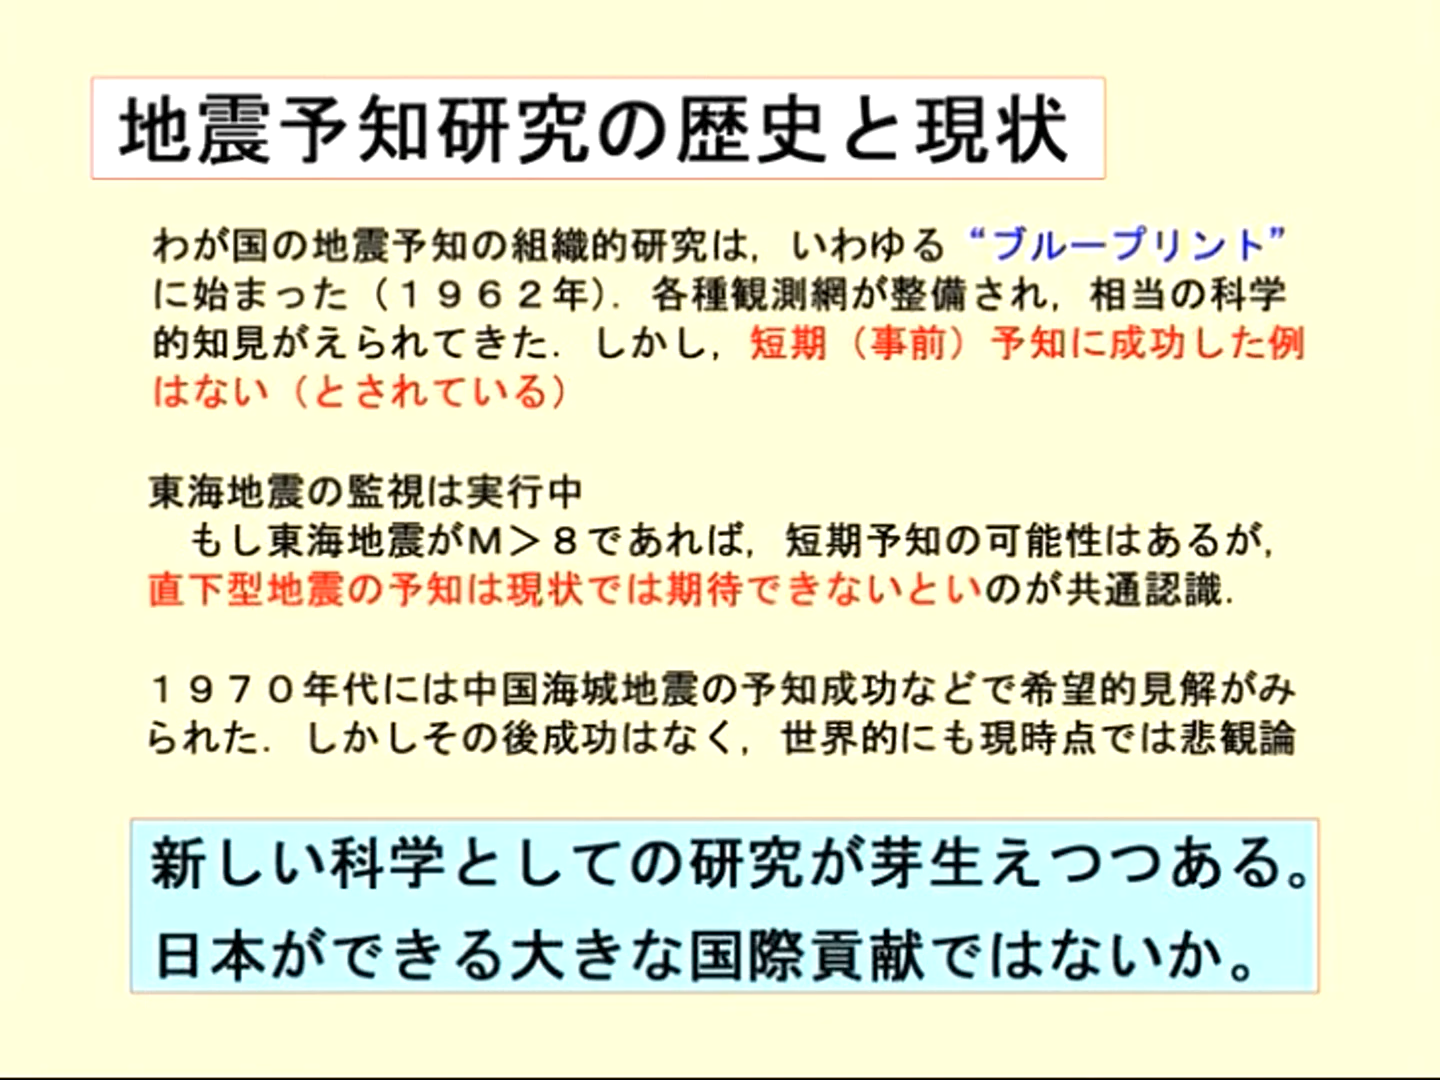 地震予知研究の歴史と現状
わが国の地震予知の組織的研究は，いわゆる“ブループリント”
に始まった（１９６２年）．各種観測網が整備され，相当の科学
的知見がえられてきた．しかし，短期（事前）予知に成功した例
はない（とされている）
東海地震の監視は実行中
もし東海地震がＭ＞８であれば，短期予知の可能性はあるが，
直下型地震の予知は現状では期待できないといのが共通認識．
１９７０年代には中国海城地震の予知成功などで希望的見解がみ
られた．しかしその後成功はなく，世界的にも現時点では悲観論
新しい科学としての研究が芽生えつつある。
日本ができる大きな国際貢献ではないか。